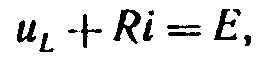 u_L + Ri = E,